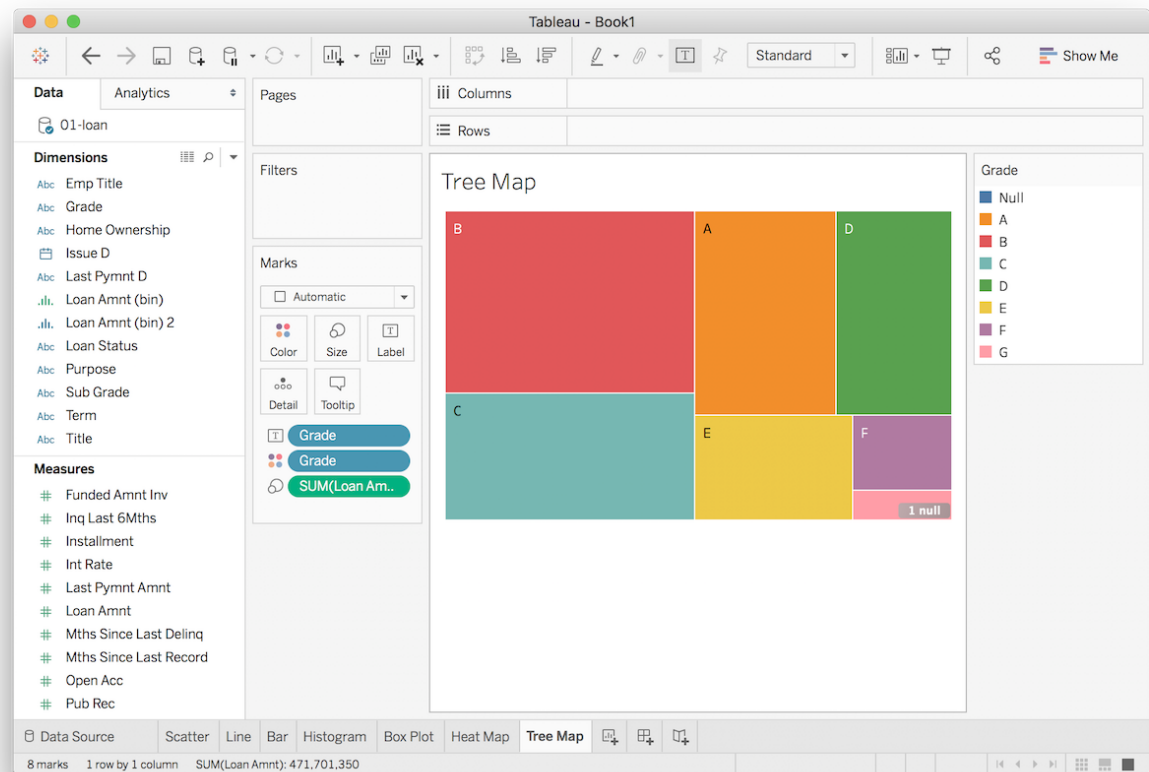 Tableau - Book1
Standard
Show Me
Data
Analytics
01-loan
Dimensions
Abc Emp Title
Abc Grade
Abc Home Ownership
Issue D
Abc Last Pymnt D
Loan Amnt (bin)
Loan Amnt (bin) 2
Abc Loan Status
Abc Purpose
Abc Sub Grade
Abc Term
Abc Title
Measures
# Funded Amnt Inv
# Inq Last 6Mths
# Installment
# Int Rate
# Last Pymnt Amnt
# Loan Amnt
# Mths Since Last Delinq
# Mths Since Last Record
# Open Acc
# Pub Rec
Pages
Filters
Marks
Automatic
Color Size Label
Detail Tooltip
Grade
Grade
SUM(Loan Am..
Columns
Rows
Tree Map
B
A
D
C
E
F
1 null
Grade
Null
A
B
C
D
E
F
G
Data Source Scatter Line Bar Histogram Box Plot Heat Map Tree Map
8 marks 1 row by 1 column SUM(Loan Amnt): 471,701,350